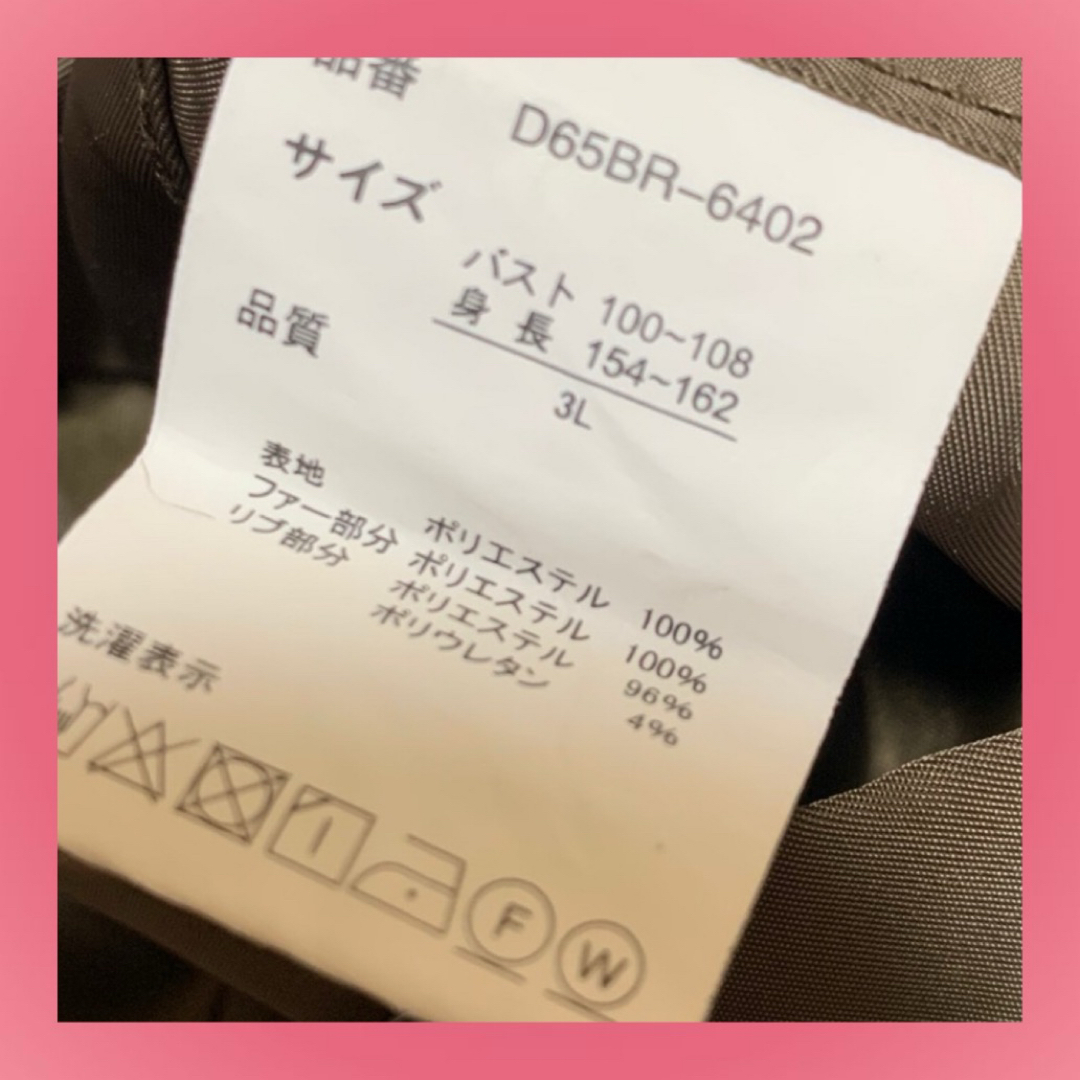 品番 D65BR-6402
サイズ
バスト 100~108
身長 154~162
3L
品質
表地 ポリエステル 100%
ファー部分 ポリエステル 100%
リブ部分 ポリエステル 96%
ポリウレタン 4%
洗濯表示
F W